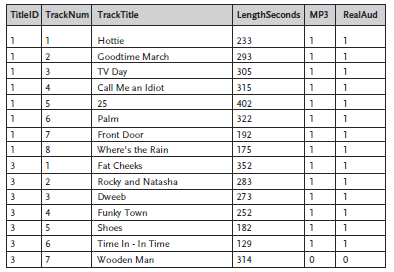 TitleID TrackNum TrackTitle LengthSeconds MP3 RealAud
1 1 Hottie 233 1 1
1 2 Goodtime March 293 1 1
1 3 TV Day 305 1 1
1 4 Call Me an Idiot 315 1 1
1 5 25 402 1 1
1 6 Palm 322 1 1
1 7 Front Door 192 1 1
1 8 Where's the Rain 175 1 1
3 1 Fat Cheeks 352 1 1
3 2 Rocky and Natasha 283 1 1
3 3 Dweeb 273 1 1
3 4 Funky Town 252 1 1
3 5 Shoes 182 1 1
3 6 Time In - In Time 129 1 1
3 7 Wooden Man 314 0 0